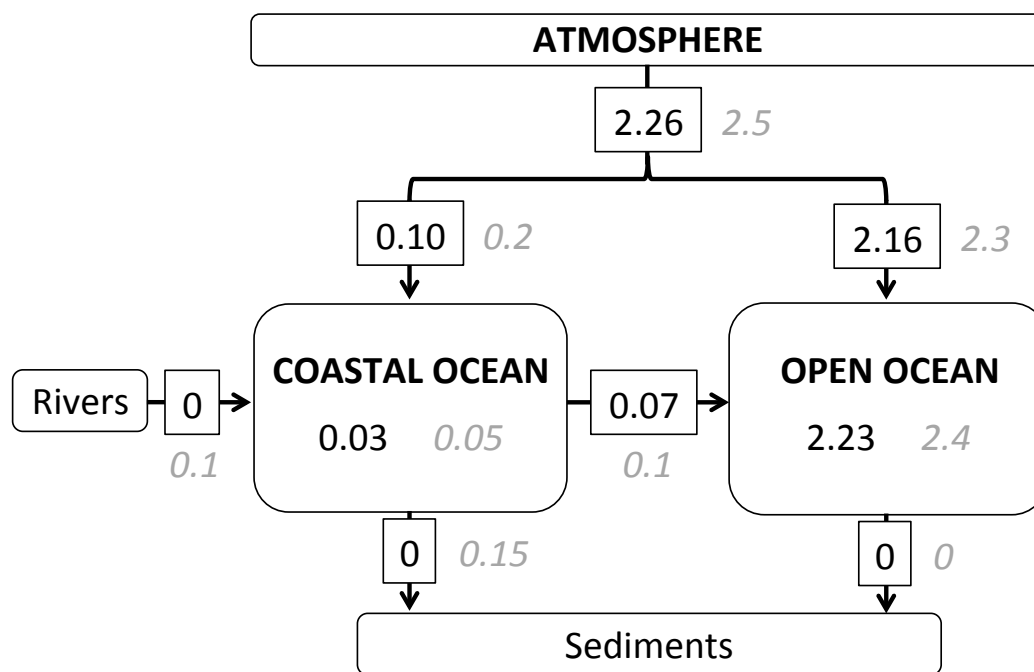 ATMOSPHERE
2.26 2.5
0.10 0.2
2.16 2.3
COASTAL OCEAN
0.03 0.05
OPEN OCEAN
2.23 2.4
Rivers
0
0.1
0.07
0.1
0 0.15
0 0
Sediments